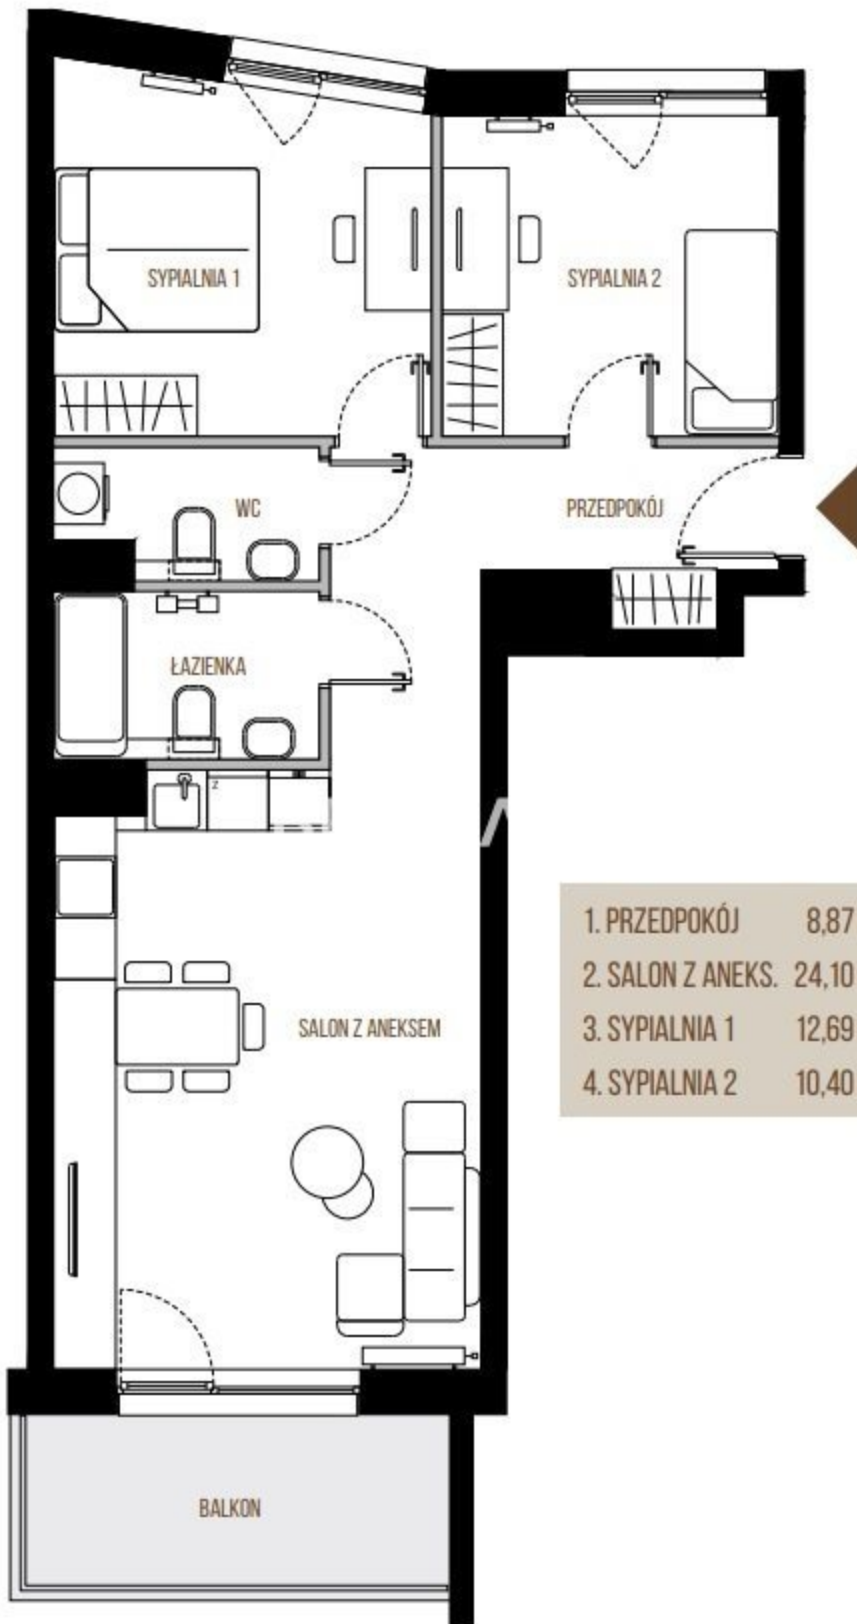 SYPIALNIA 1
SYPIALNIA 2
WC
PRZEDPOKÓJ
ŁAZIENKA
Z
1. PRZEDPOKÓJ 8,87
2. SALON Z ANEKS. 24,10
3. SYPIALNIA 1 12,69
4. SYPIALNIA 2 10,40
SALON Z ANEKSEM
BALKON